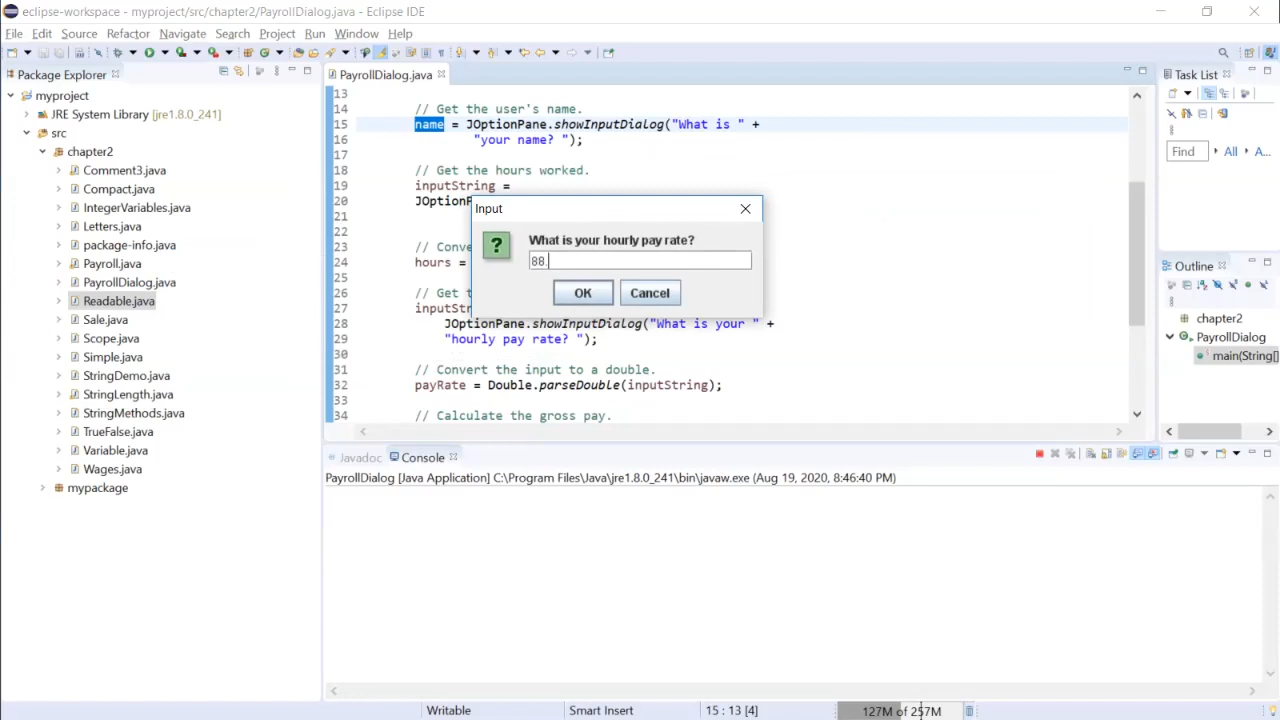 eclipse-workspace - myproject/src/chapter2/PayrollDialog.java - Eclipse IDE
File Edit Source Refactor Navigate Search Project Run Window Help
Package Explorer
myproject
JRE System Library [jre1.8.0_241]
src
chapter2
Comment3.java
Compact.java
IntegerVariables.java
Letters.java
package-info.java
Payroll.java
PayrollDialog.java
Readable.java
Sale.java
Scope.java
Simple.java
StringDemo.java
StringLength.java
StringMethods.java
TrueFalse.java
Variable.java
Wages.java
mypackage
PayrollDialog.java
13
14 // Get the user's name.
15 name = JOptionPane.showInputDialog("What is " +
16 "your name? ");
17
18 // Get the hours worked.
19 inputString =
20 JOptionP
21
22
23 // Conve
24 hours =
25
26 // Get t
27 inputStr
28 JOptionPane.showInputDialog("What is your " +
29 "hourly pay rate? ");
30
31 // Convert the input to a double.
32 payRate = Double.parseDouble(inputString);
33
34 // Calculate the gross pay.
Input
What is your hourly pay rate?
88.
OK Cancel
Task List
Find All A...
Outline
chapter2
PayrollDialog
main(String[]
Javadoc Console
PayrollDialog [Java Application] C:\Program Files\Java\jre1.8.0_241\bin\javaw.exe (Aug 19, 2020, 8:46:40 PM)
Writable Smart Insert 15 : 13 [4] 127M of 257M